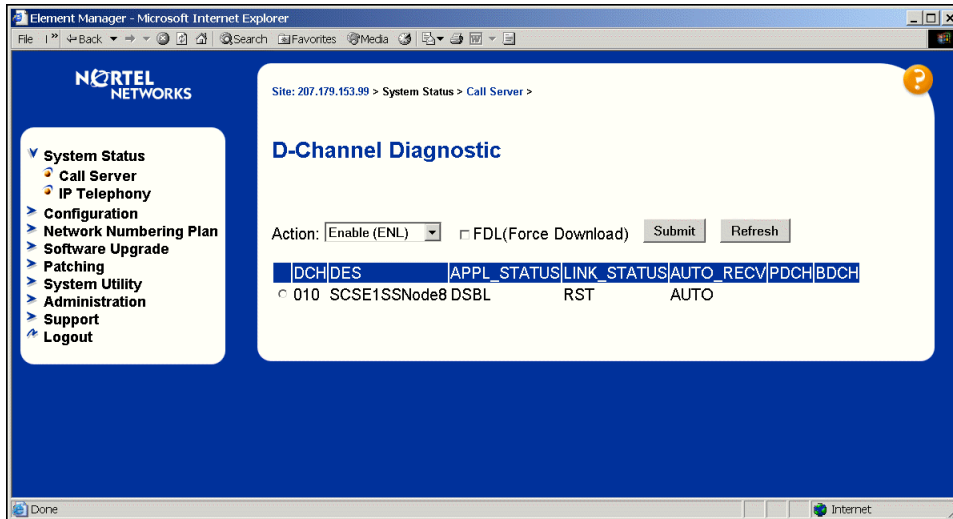 Element Manager - Microsoft Internet Explorer
File
Back
Search
Favorites
Media
NORTEL
NETWORKS
Site: 207.179.153.99 > System Status > Call Server >
?
System Status
Call Server
IP Telephony
Configuration
Network Numbering Plan
Software Upgrade
Patching
System Utility
Administration
Support
Logout
D-Channel Diagnostic
Action: Enable (ENL) FDL(Force Download) Submit Refresh
DCH DES APPL_STATUS LINK_STATUS AUTO_RECV PDCH BDCH
010 SCSE1SSNode8 DSBL RST AUTO
Done
Internet